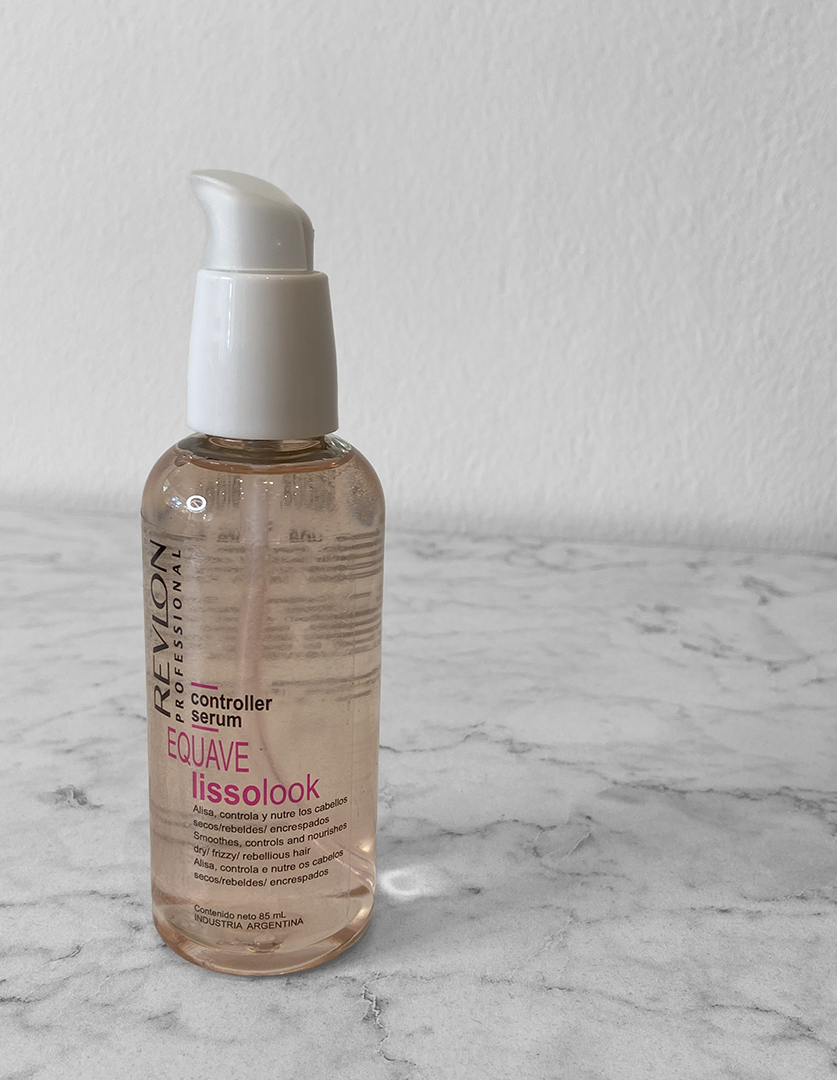 REVLON
PROFESSIONAL
controller
serum
EQUAVE
lissolook
Alisa, controla y nutre los cabellos
secos/rebeldes/ encrespados
Smoothes, controls and nourishes
dry/ frizzy/ rebellious hair
Alisa, controla e nutre os cabelos
secos/rebeldes/ encrespados
Contenido neto 85 mL
INDUSTRIA ARGENTINA